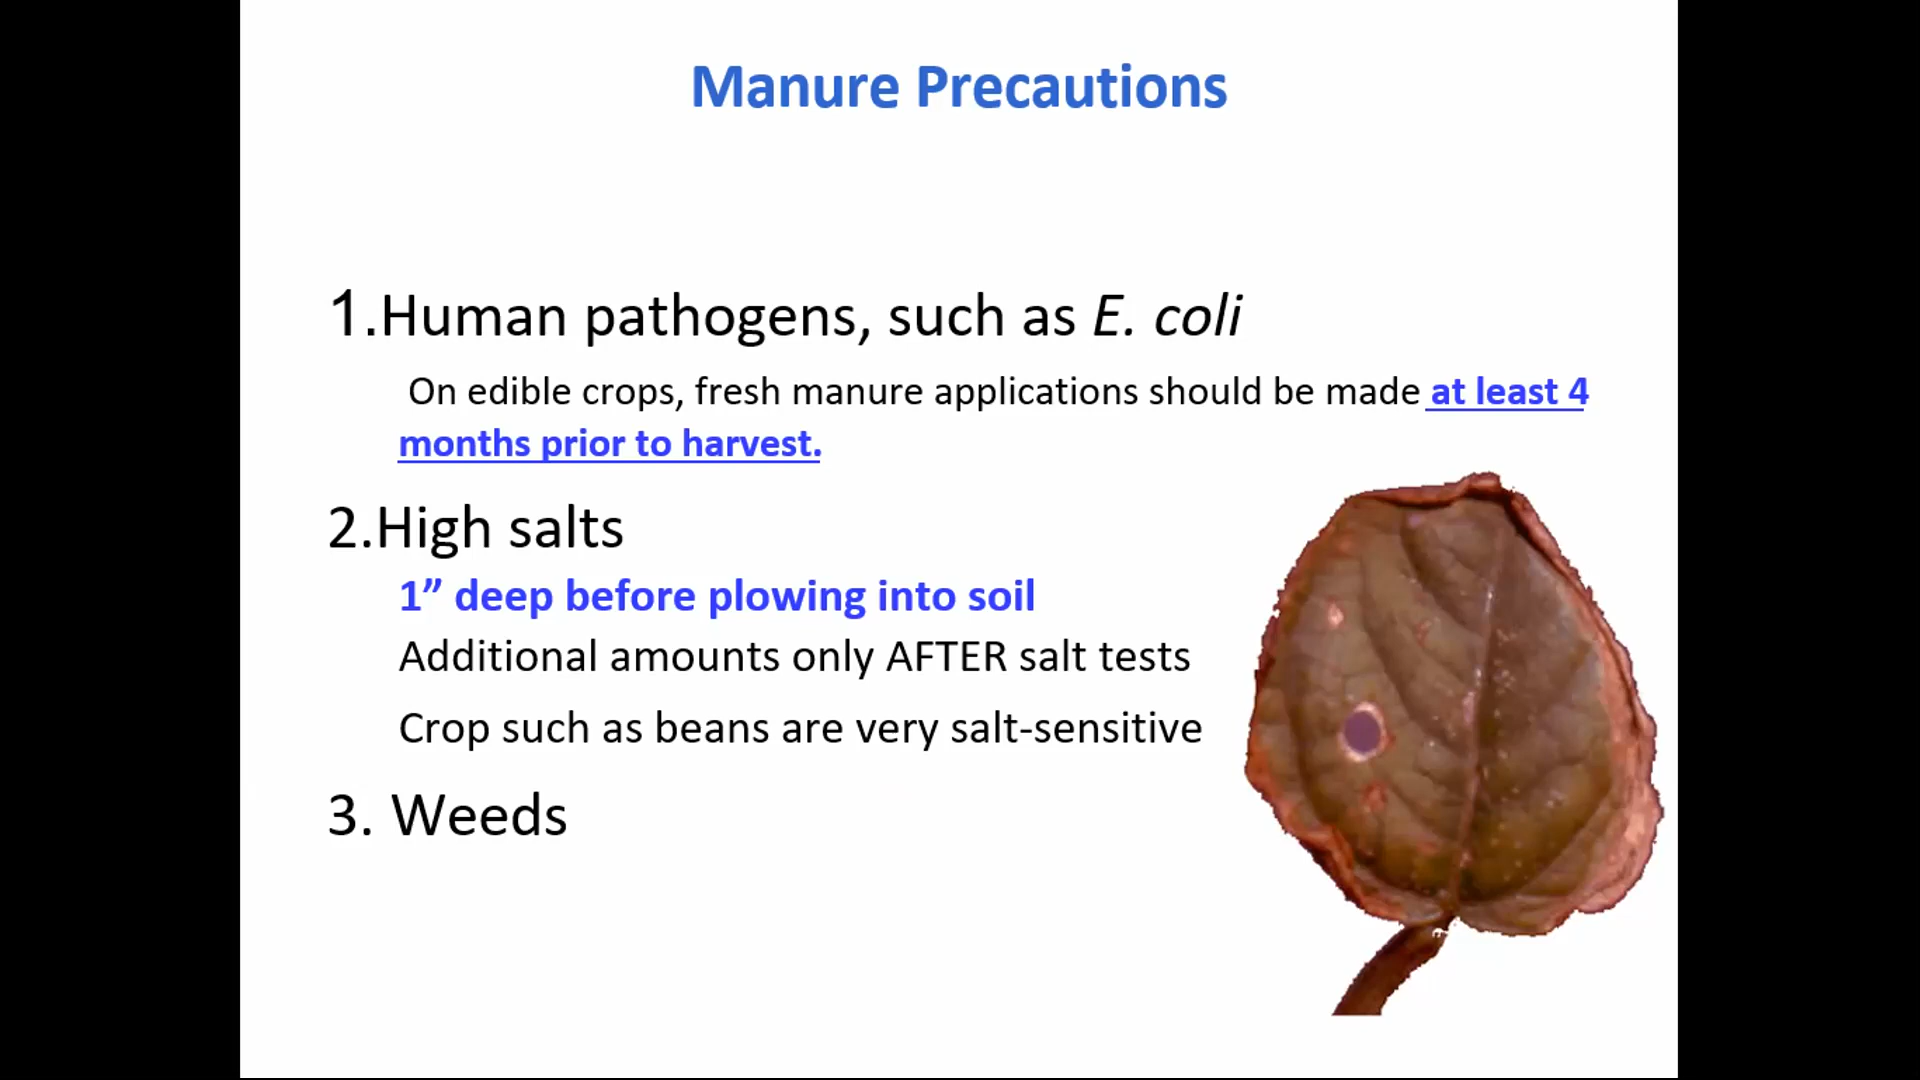 Manure Precautions
1.Human pathogens, such as E. coli
On edible crops, fresh manure applications should be made at least 4
months prior to harvest.
2.High salts
1” deep before plowing into soil
Additional amounts only AFTER salt tests
Crop such as beans are very salt-sensitive
3. Weeds